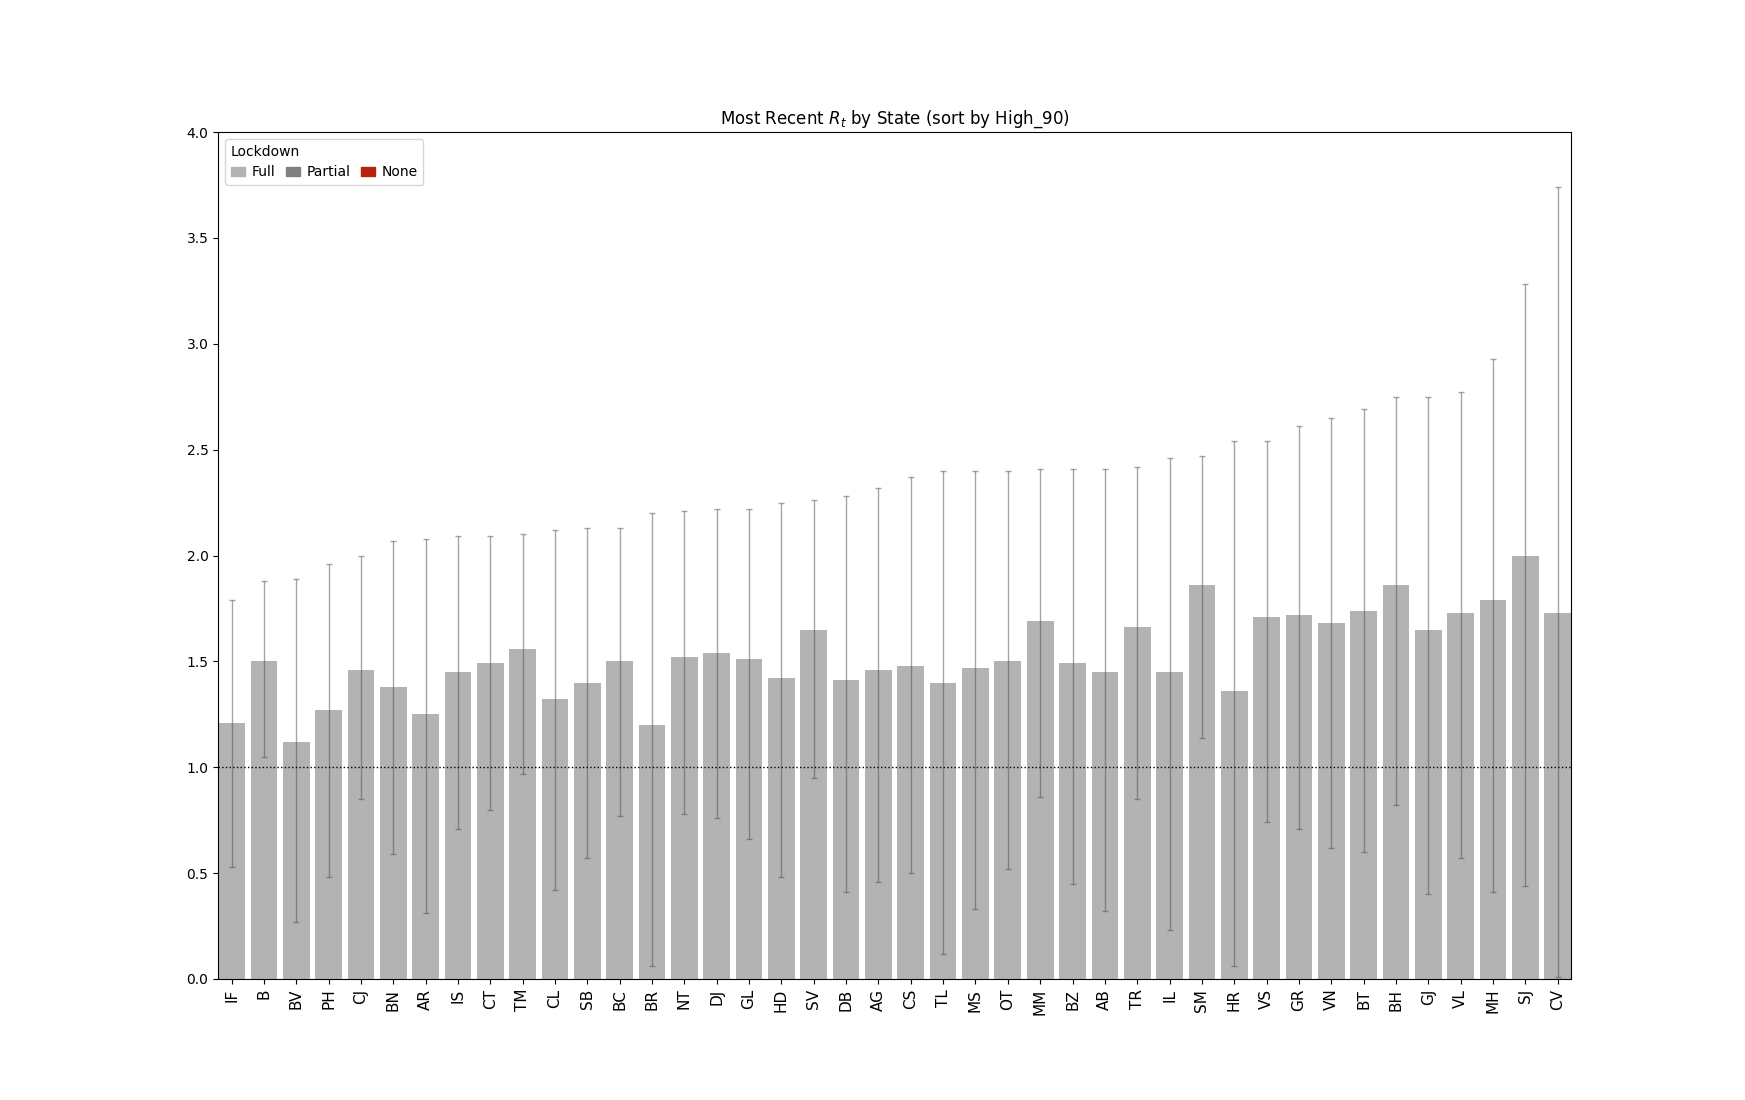 Most Recent Rt by State (sort by High_90)
4.0
Lockdown
Full Partial None
3.5
3.0
2.5
2.0
1.5
1.0
0.5
0.0
IF B BV PH CJ BN AR IS CT TM CL SB BC BR NT DJ GL HD SV DB AG CS TL MS OT MM BZ AB TR IL SM HR VS GR VN BT BH GJ VL MH SJ CV